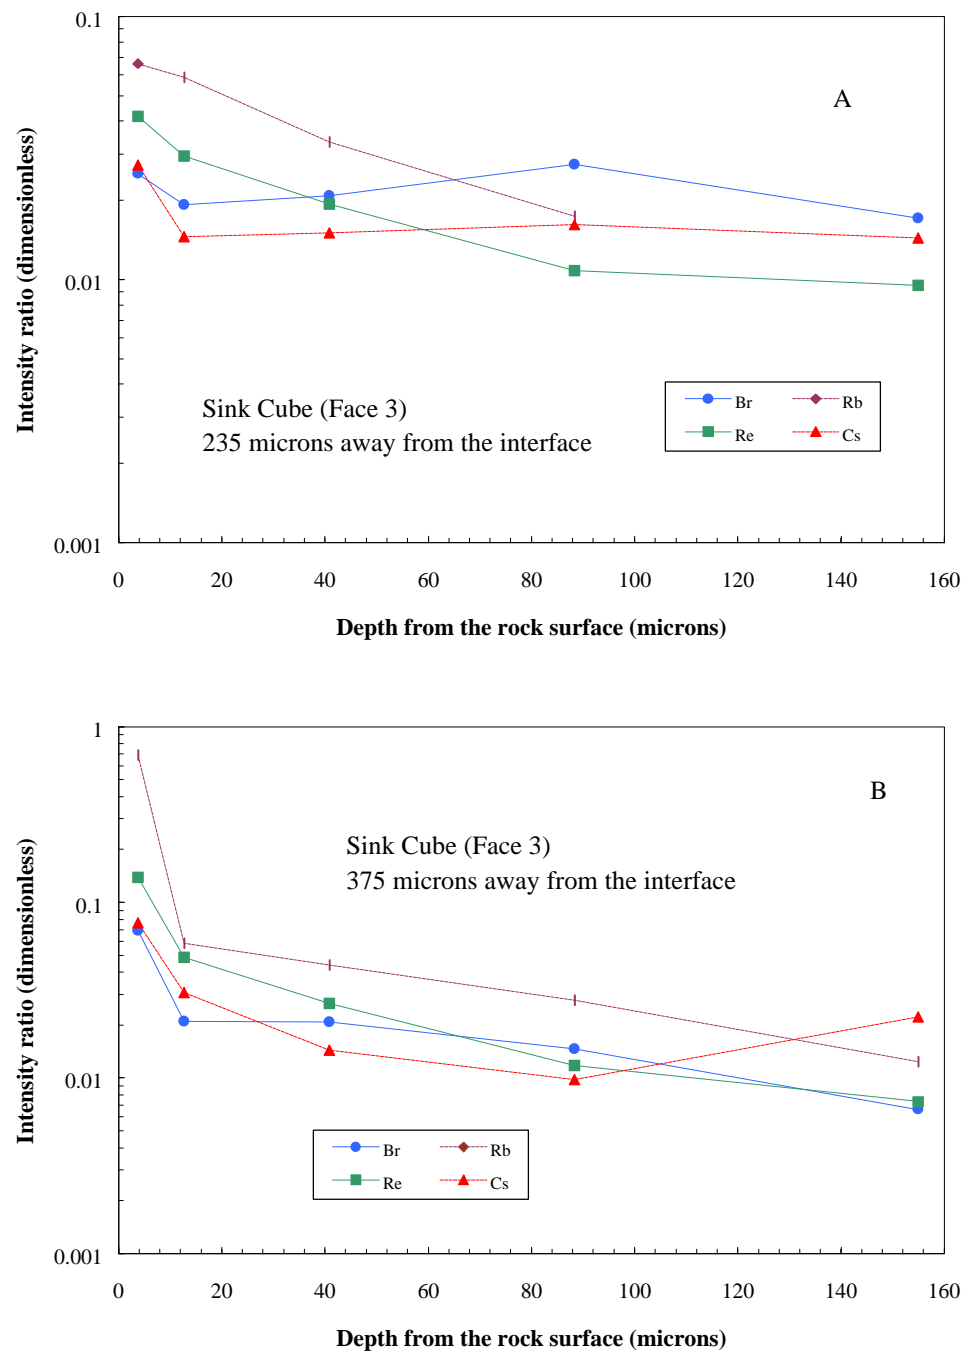 0.1
A
Intensity ratio (dimensionless)
0.01
Sink Cube (Face 3)
235 microns away from the interface
Br
Rb
Re
Cs
0.001
0 20 40 60 80 100 120 140 160
Depth from the rock surface (microns)
1
B
Sink Cube (Face 3)
375 microns away from the interface
Intensity ratio (dimensionless)
0.1
0.01
Br
Rb
Re
Cs
0.001
0 20 40 60 80 100 120 140 160
Depth from the rock surface (microns)